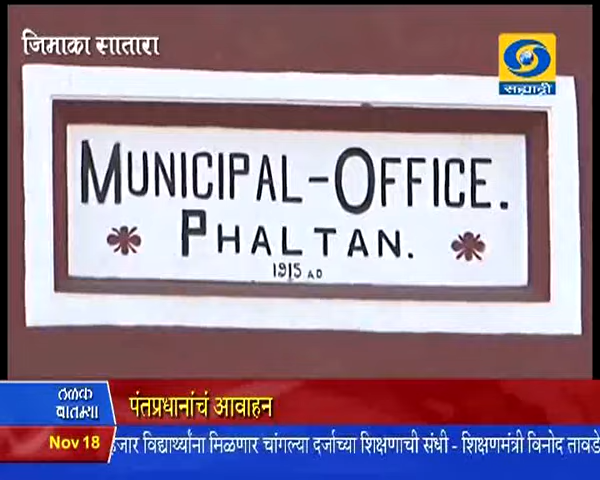 जिमाका सातारा
सह्याद्री
MUNICIPAL-OFFICE.
PHALTAN.
1915 AD
ठळक
बातम्या
पंतप्रधानांचं आवाहन
Nov 18
हजार विद्यार्थ्यांना मिळणार चांगल्या दर्जाच्या शिक्षणाची संधी - शिक्षणमंत्री विनोद तावडे